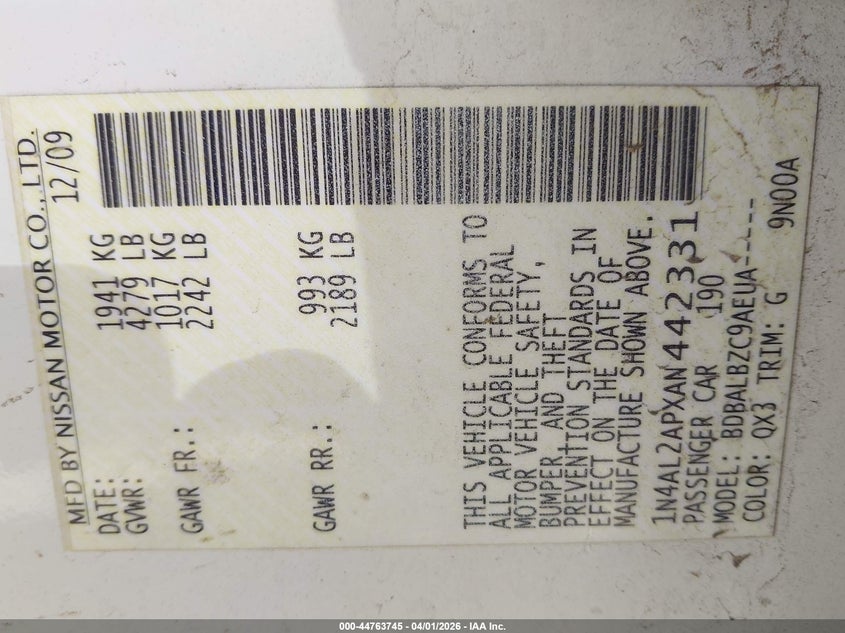 MFD BY NISSAN MOTOR CO., LTD.
DATE: 12/09
GVWR: 1941 KG
4279 LB
GAWR FR.: 1017 KG
2242 LB
GAWR RR.: 993 KG
2189 LB
THIS VEHICLE CONFORMS TO
ALL APPLICABLE FEDERAL
MOTOR VEHICLE SAFETY,
BUMPER, AND THEFT
PREVENTION STANDARDS IN
EFFECT ON THE DATE OF
MANUFACTURE SHOWN ABOVE.
1N4AL2APXAN442331
PASSENGER CAR 190
MODEL: BDBALBZC9AEUA-----
COLOR: QX3 TRIM: G 9N00A
000-44763745 - 04/01/2026 - IAA Inc.